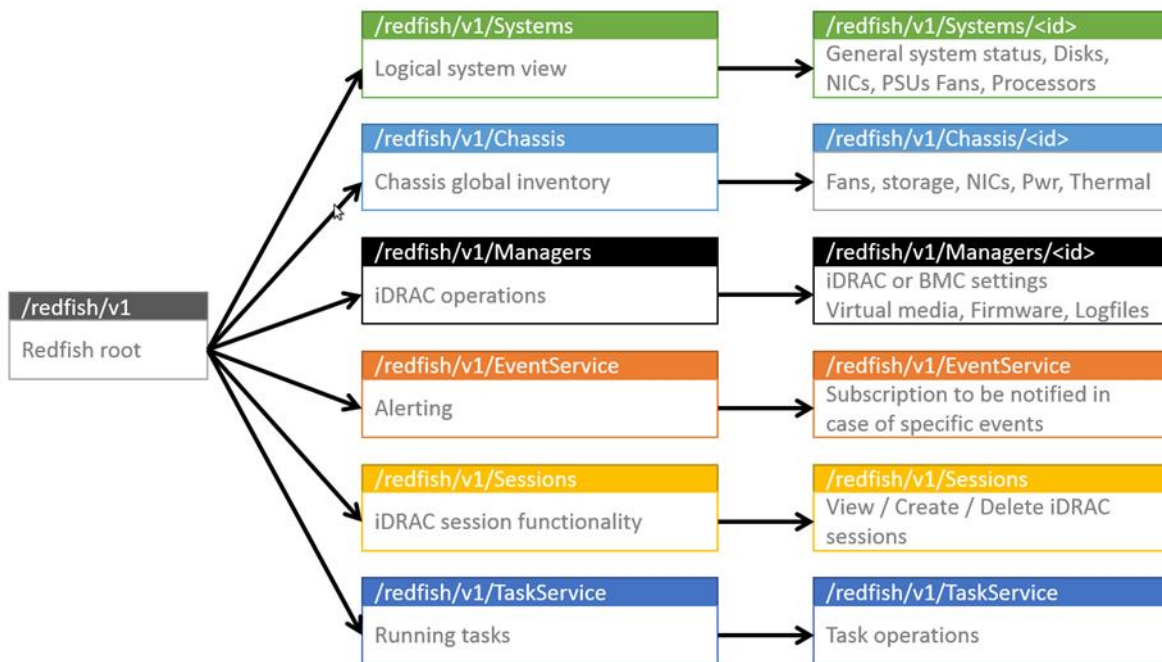 /redfish/v1
Redfish root
/redfish/v1/Systems
Logical system view
/redfish/v1/Systems/<id>
General system status, Disks,
NICs, PSUs Fans, Processors
/redfish/v1/Chassis
Chassis global inventory
/redfish/v1/Chassis/<id>
Fans, storage, NICs, Pwr, Thermal
/redfish/v1/Managers
iDRAC operations
/redfish/v1/Managers/<id>
iDRAC or BMC settings
Virtual media, Firmware, Logfiles
/redfish/v1/EventService
Alerting
/redfish/v1/EventService
Subscription to be notified in
case of specific events
/redfish/v1/Sessions
iDRAC session functionality
/redfish/v1/Sessions
View / Create / Delete iDRAC
sessions
/redfish/v1/TaskService
Running tasks
/redfish/v1/TaskService
Task operations